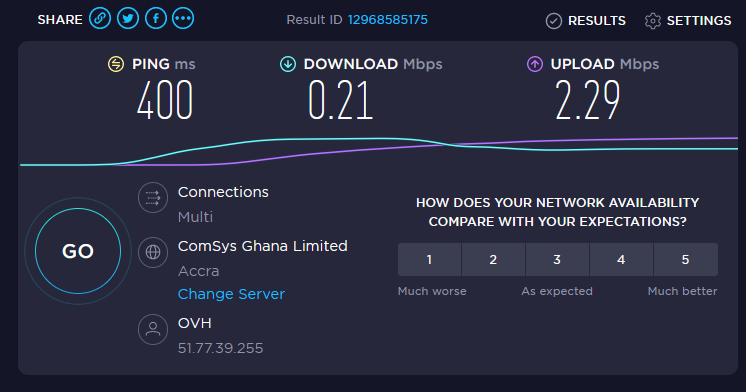 SHARE
Result ID 12968585175
RESULTS
SETTINGS
PING ms
400
DOWNLOAD Mbps
0.21
UPLOAD Mbps
2.29
GO
Connections
Multi
ComSys Ghana Limited
Accra
Change Server
OVH
51.77.39.255
HOW DOES YOUR NETWORK AVAILABILITY
COMPARE WITH YOUR EXPECTATIONS?
1 2 3 4 5
Much worse As expected Much better